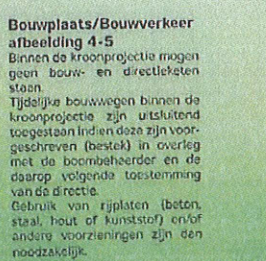 Bouwplaats/Bouwverkeer
afbeelding 4-5
Binnen de kroonprojectie mogen
geen bouw- en directieketen
staan.
Tijdelijke bouwwegen binnen de
kroonprojectie zijn uitsluitend
toegestaan indien deze zijn voor-
geschreven (bestek) in overleg
met de boombeheerder en de
daarop volgende toestemming
van de directie.
Gebruik van rijplaten (beton,
staal, hout of kunststof) en/of
andere voorzieningen zijn dan
noodzakelijk.